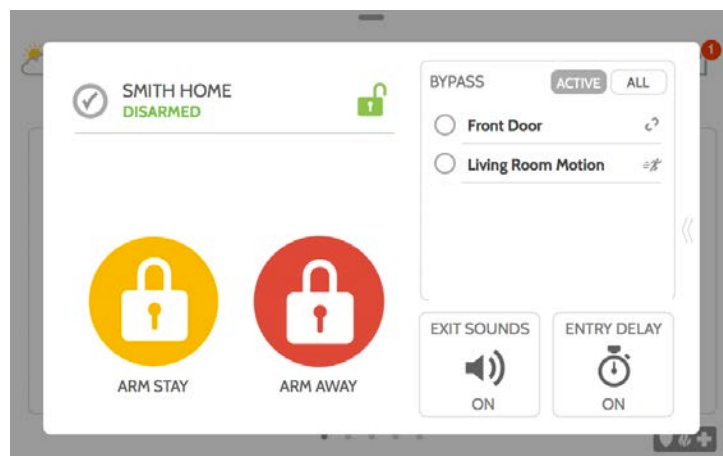 SMITH HOME
DISARMED
ARM STAY
ARM AWAY
BYPASS
ACTIVE
ALL
Front Door
Living Room Motion
EXIT SOUNDS
ON
ENTRY DELAY
ON
1